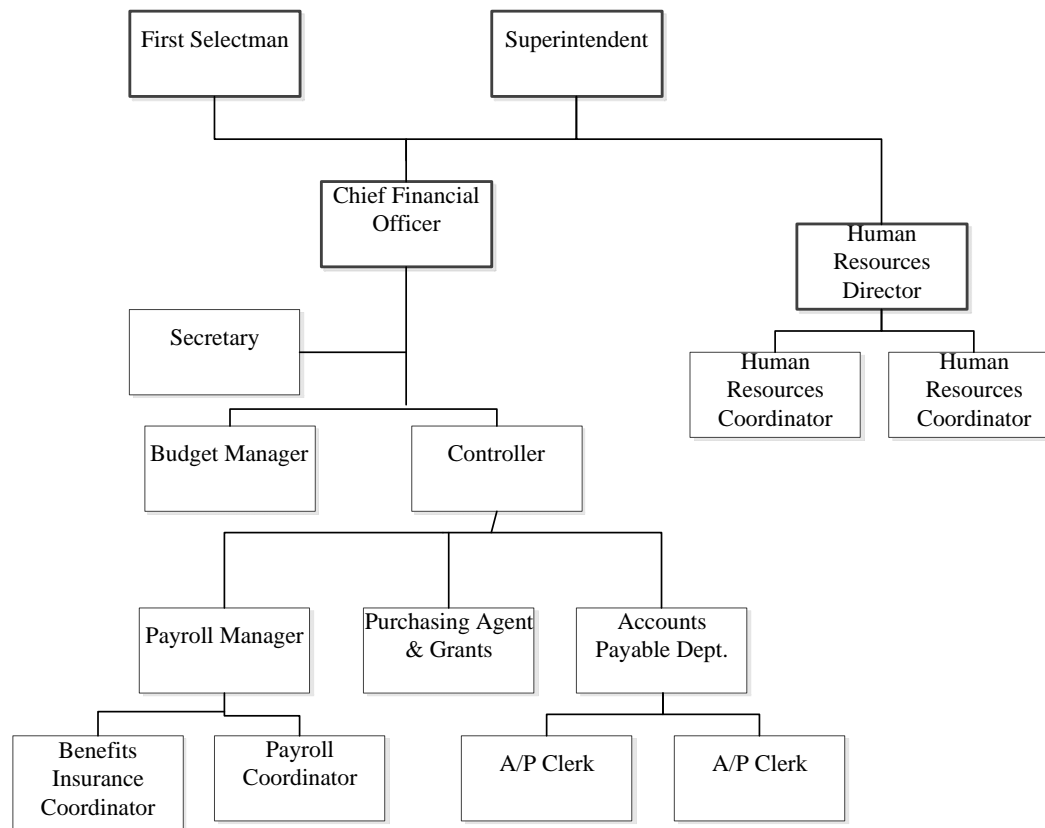 First Selectman
Superintendent
Chief Financial
Officer
Human
Resources
Director
Secretary
Human
Resources
Coordinator
Human
Resources
Coordinator
Budget Manager
Controller
Payroll Manager
Purchasing Agent
& Grants
Accounts
Payable Dept.
Benefits
Insurance
Coordinator
Payroll
Coordinator
A/P Clerk
A/P Clerk